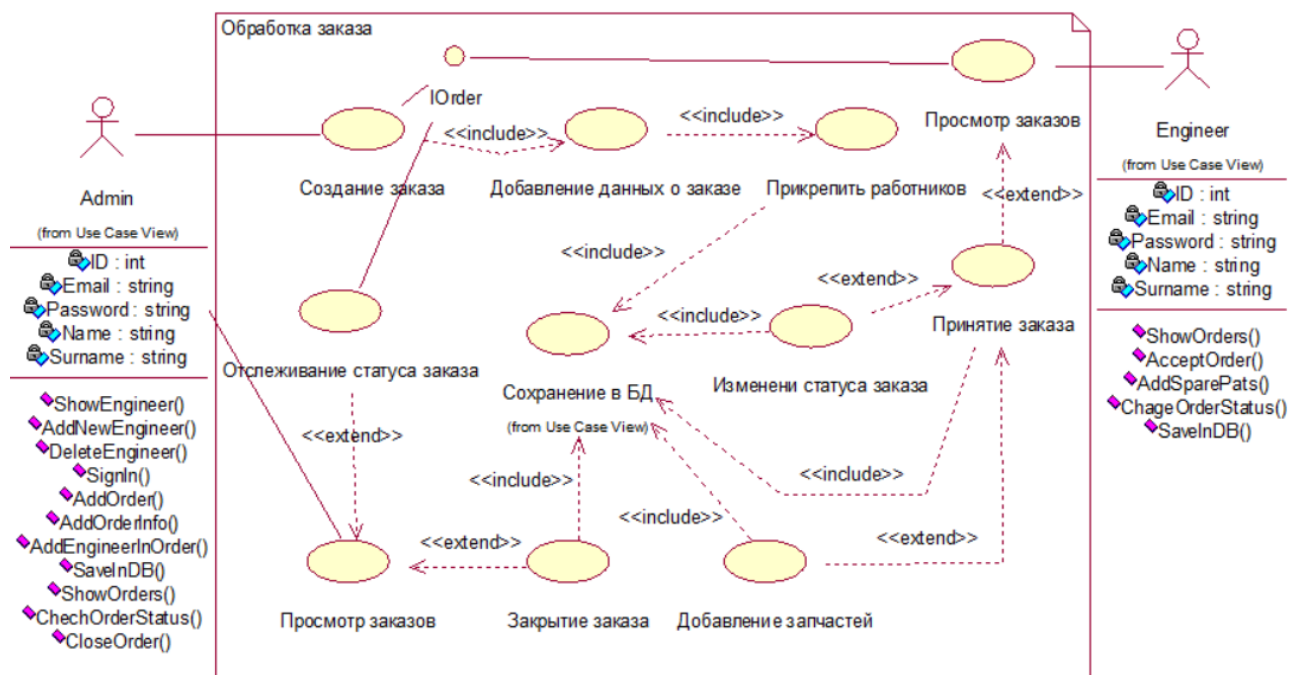 Обработка заказа
IOrder
<<include>>
<<include>>
Просмотр заказов
Создание заказа
Добавление данных о заказе
Прикрепить работников
Admin
(from Use Case View)
ID : int
Email : string
Password : string
Name : string
Surname : string
ShowEngineer()
AddNewEngineer()
DeleteEngineer()
SignIn()
AddOrder()
AddOrderInfo()
AddEngineerInOrder()
SaveInDB()
ShowOrders()
ChechOrderStatus()
CloseOrder()
Engineer
(from Use Case View)
ID : int
Email : string
Password : string
Name : string
Surname : string
ShowOrders()
AcceptOrder()
AddSparePats()
ChageOrderStatus()
SaveInDB()
<<extend>>
<<include>>
<<extend>>
<<include>>
Принятие заказа
Отслеживание статуса заказа
Сохранение в БД
(from Use Case View)
Изменени статуса заказа
<<extend>>
<<include>>
<<include>>
<<include>>
<<extend>>
<<extend>>
Просмотр заказов
Закрытие заказа
Добавление запчастей